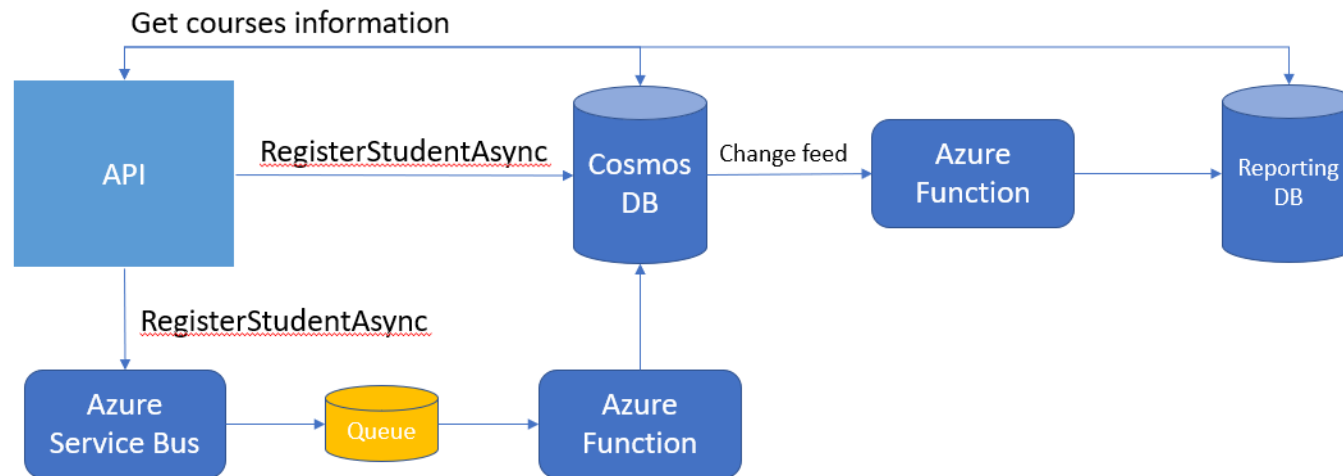 Get courses information
API
RegisterStudentAsync
Cosmos
DB
Change feed
Azure
Function
Reporting
DB
RegisterStudentAsync
Azure
Service Bus
Queue
Azure
Function